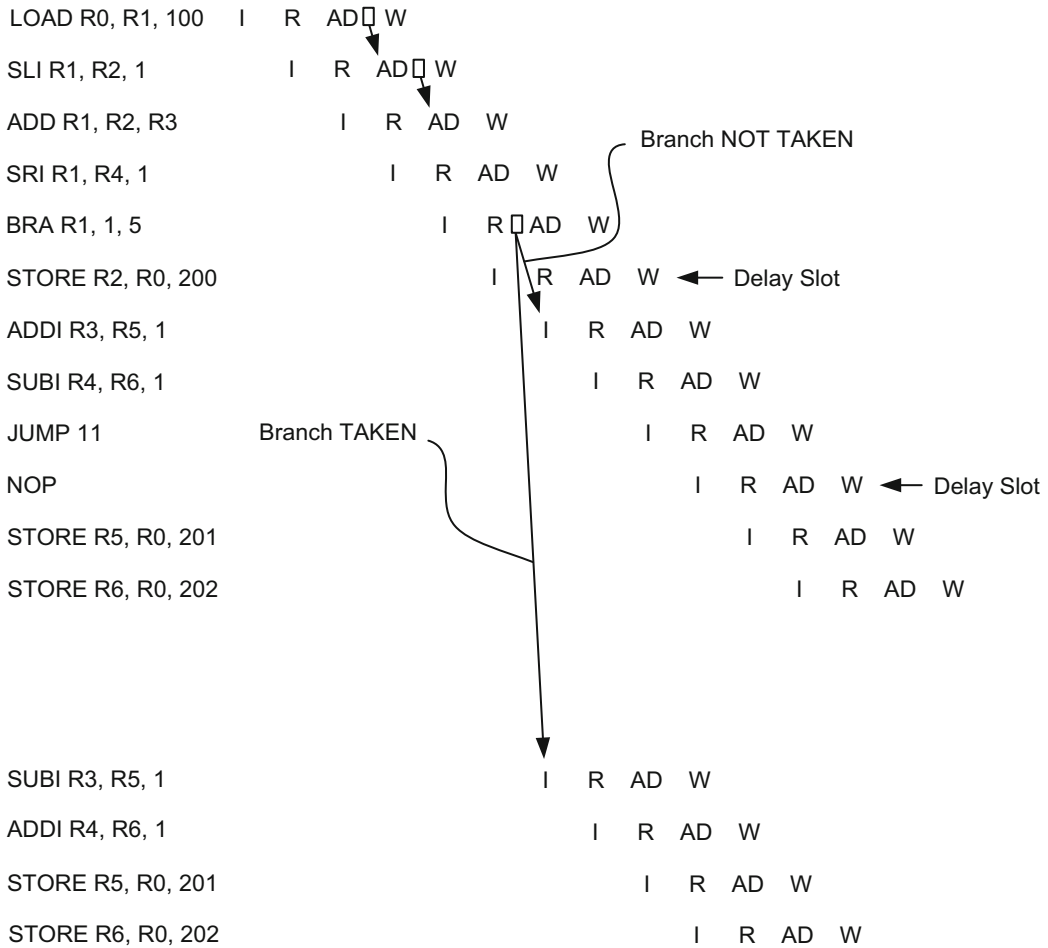 LOAD R0, R1, 100 I R AD W
SLI R1, R2, 1 I R AD W
ADD R1, R2, R3 I R AD W
Branch NOT TAKEN
SRI R1, R4, 1 I R AD W
BRA R1, 1, 5 I R AD W
STORE R2, R0, 200 I R AD W Delay Slot
ADDI R3, R5, 1 I R AD W
SUBI R4, R6, 1 I R AD W
JUMP 11 Branch TAKEN I R AD W
NOP I R AD W Delay Slot
STORE R5, R0, 201 I R AD W
STORE R6, R0, 202 I R AD W
SUBI R3, R5, 1 I R AD W
ADDI R4, R6, 1 I R AD W
STORE R5, R0, 201 I R AD W
STORE R6, R0, 202 I R AD W